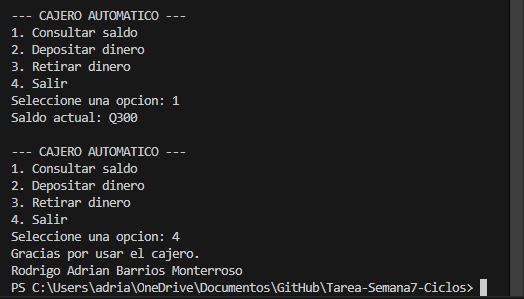 --- CAJERO AUTOMATICO ---
1. Consultar saldo
2. Depositar dinero
3. Retirar dinero
4. Salir
Seleccione una opcion: 1
Saldo actual: Q300

--- CAJERO AUTOMATICO ---
1. Consultar saldo
2. Depositar dinero
3. Retirar dinero
4. Salir
Seleccione una opcion: 4
Gracias por usar el cajero.
Rodrigo Adrian Barrios Monterroso
PS C:\Users\adria\OneDrive\Documentos\GitHub\Tarea-Semana7-Ciclos>